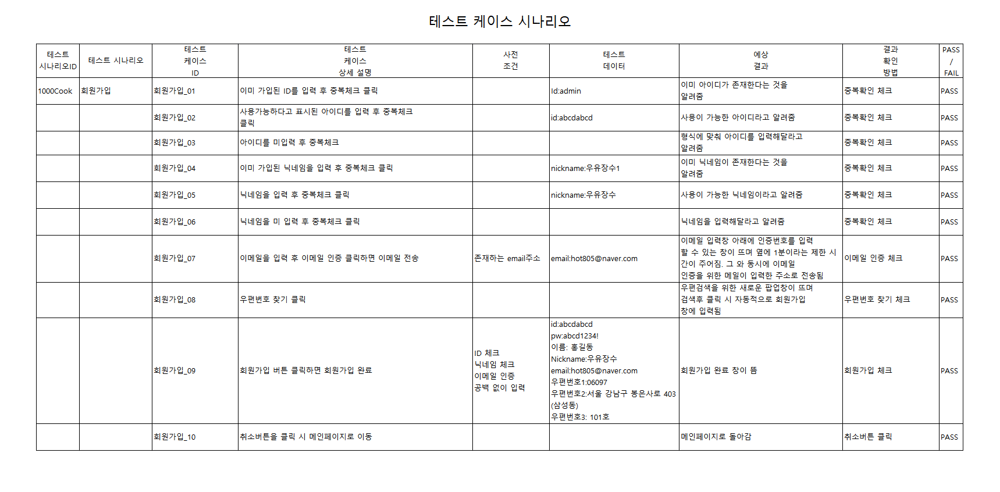 테스트 케이스 시나리오
테스트
시나리오ID
테스트 시나리오
테스트
케이스
ID
테스트
케이스
상세 설명
사전
조건
테스트
데이터
예상
결과
결과
확인
방법
PASS
/
FAIL
1000Cook
회원가입
회원가입_01
이미 가입된 ID를 입력 후 중복체크 클릭
Id:admin
이미 아이디가 존재한다는 것을
알려줌
중복확인 체크
PASS
회원가입_02
사용가능하다고 표시된 아이디를 입력 후 중복체크
클릭
id:abcdabcd
사용이 가능한 아이디라고 알려줌
중복확인 체크
PASS
회원가입_03
아이디를 미입력 후 중복체크
형식에 맞춰 아이디를 입력해달라고
알려줌
중복확인 체크
PASS
회원가입_04
이미 가입된 닉네임을 입력 후 중복체크 클릭
nickname:우유장수1
이미 닉네임이 존재한다는 것을
알려줌
중복확인 체크
PASS
회원가입_05
닉네임을 입력 후 중복체크 클릭
nickname:우유장수
사용이 가능한 닉네임이라고 알려줌
중복확인 체크
PASS
회원가입_06
닉네임을 미 입력 후 중복체크 클릭
닉네임을 입력해달라고 알려줌
중복확인 체크
PASS
회원가입_07
이메일을 입력 후 이메일 인증 클릭하면 이메일 전송
존재하는 email주소
email:hot805@naver.com
이메일 입력창 아래에 인증번호를 입력
할 수 있는 창이 뜨며 옆에 1분이라는 제한 시
간이 주어짐. 그 와 동시에 이메일
인증을 위한 메일이 입력한 주소로 전송됨
이메일 인증 체크
PASS
회원가입_08
우편번호 찾기 클릭
우편검색을 위한 새로운 팝업창이 뜨며
검색후 클릭 시 자동적으로 회원가입
창에 입력됨
우편번호 찾기 체크
PASS
회원가입_09
회원가입 버튼 클릭하면 회원가입 완료
ID 체크
닉네임 체크
이메일 인증
공백 없이 입력
id:abcdabcd
pw:abcd1234!
이름: 홍길동
Nickname:우유장수
email:hot805@naver.com
우편번호1:06097
우편번호2:서울 강남구 봉은사로 403
(삼성동)
우편번호3: 101호
회원가입 완료 창이 뜸
회원가입 체크
PASS
회원가입_10
취소버튼을 클릭 시 메인페이지로 이동
메인페이지로 돌아감
취소버튼 클릭
PASS